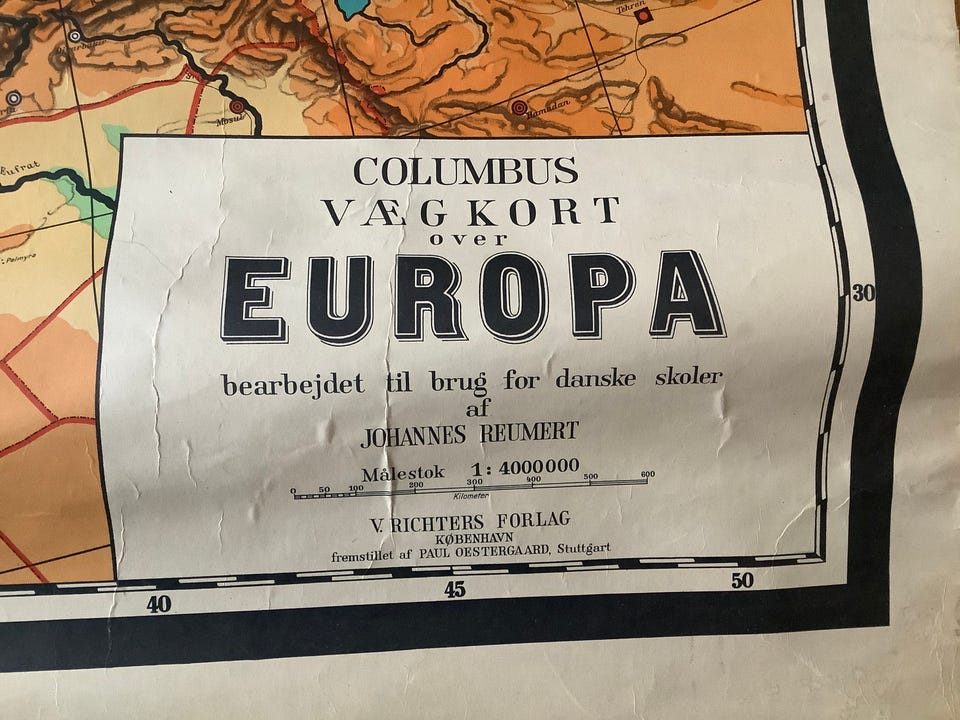 Tehran
Mosul
Hamadan
Eufrat
Palmyra
COLUMBUS
VÆGKORT
over
EUROPA
bearbejdet til brug for danske skoler
af
JOHANNES REUMERT
Målestok 1:4000000
0 50 100 200 300 400 500 600
Kilometer
V. RICHTERS FORLAG
KØBENHAVN
fremstillet af PAUL OESTERGAARD, Stuttgart
30
40 45 50